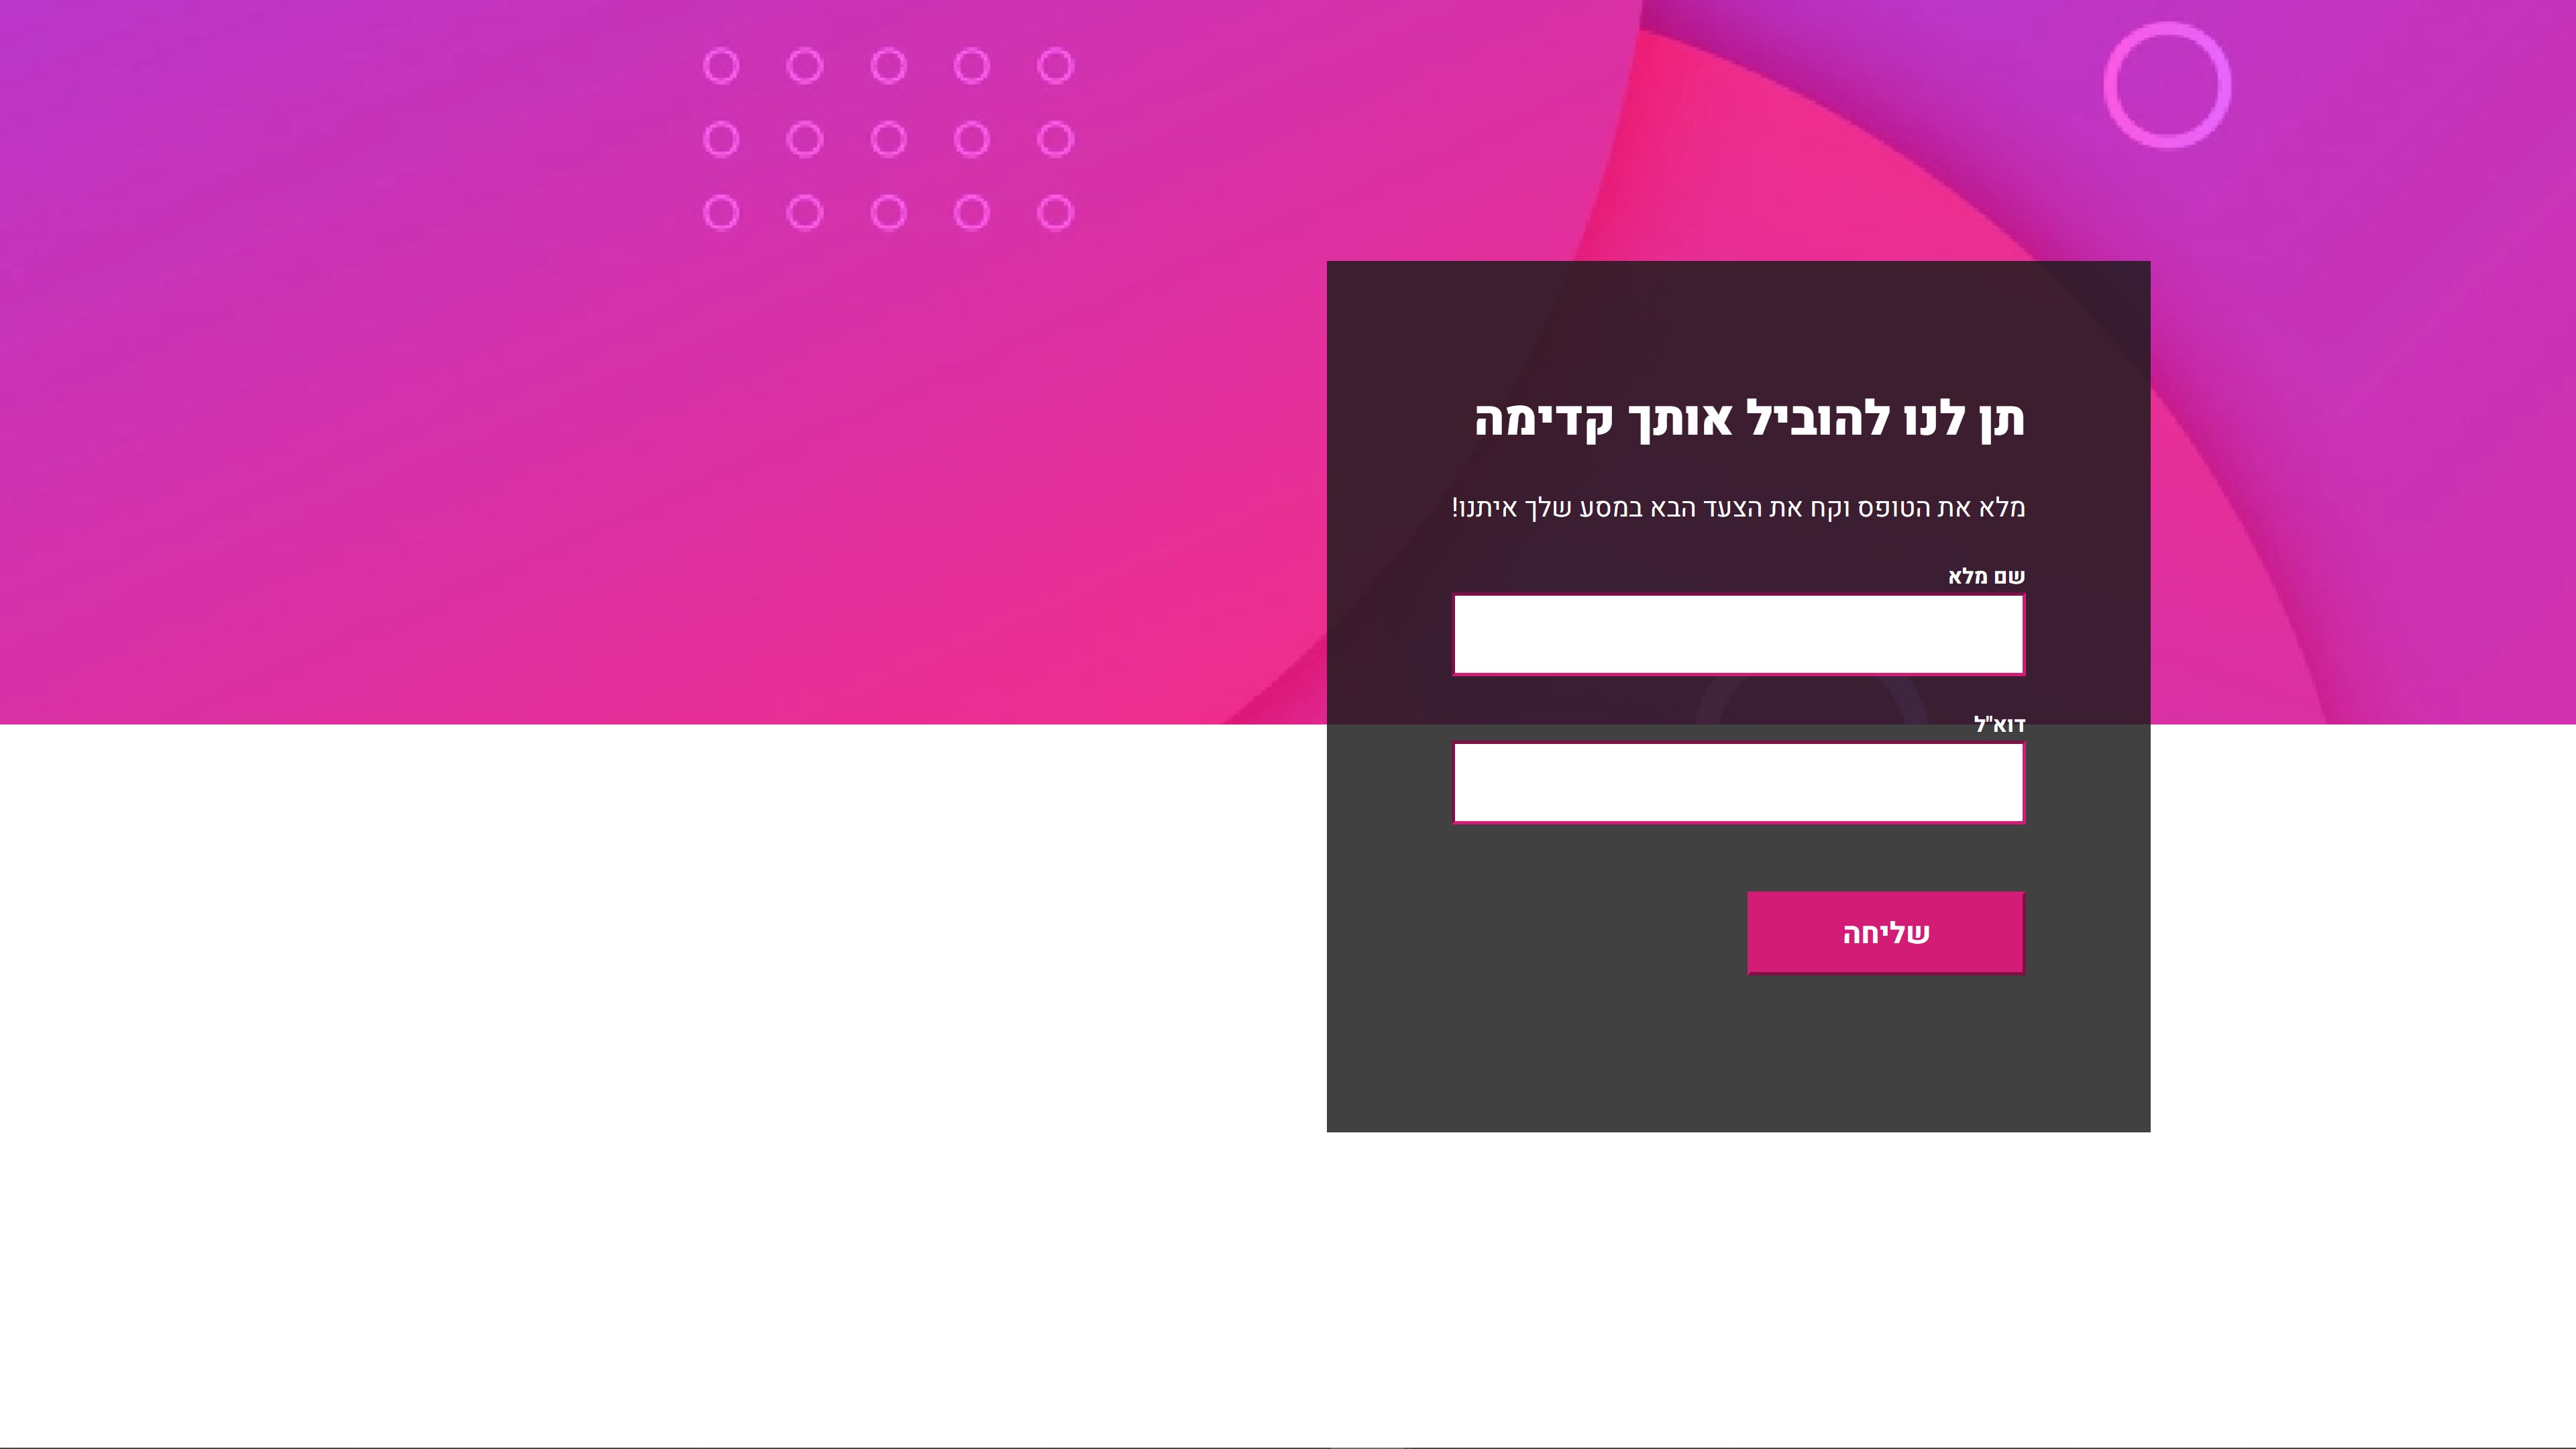 תן לנו להוביל אותך קדימה
מלא את הטופס וקח את הצעד הבא במסע שלך איתנו!
שם מלא
דוא"ל
שליחה